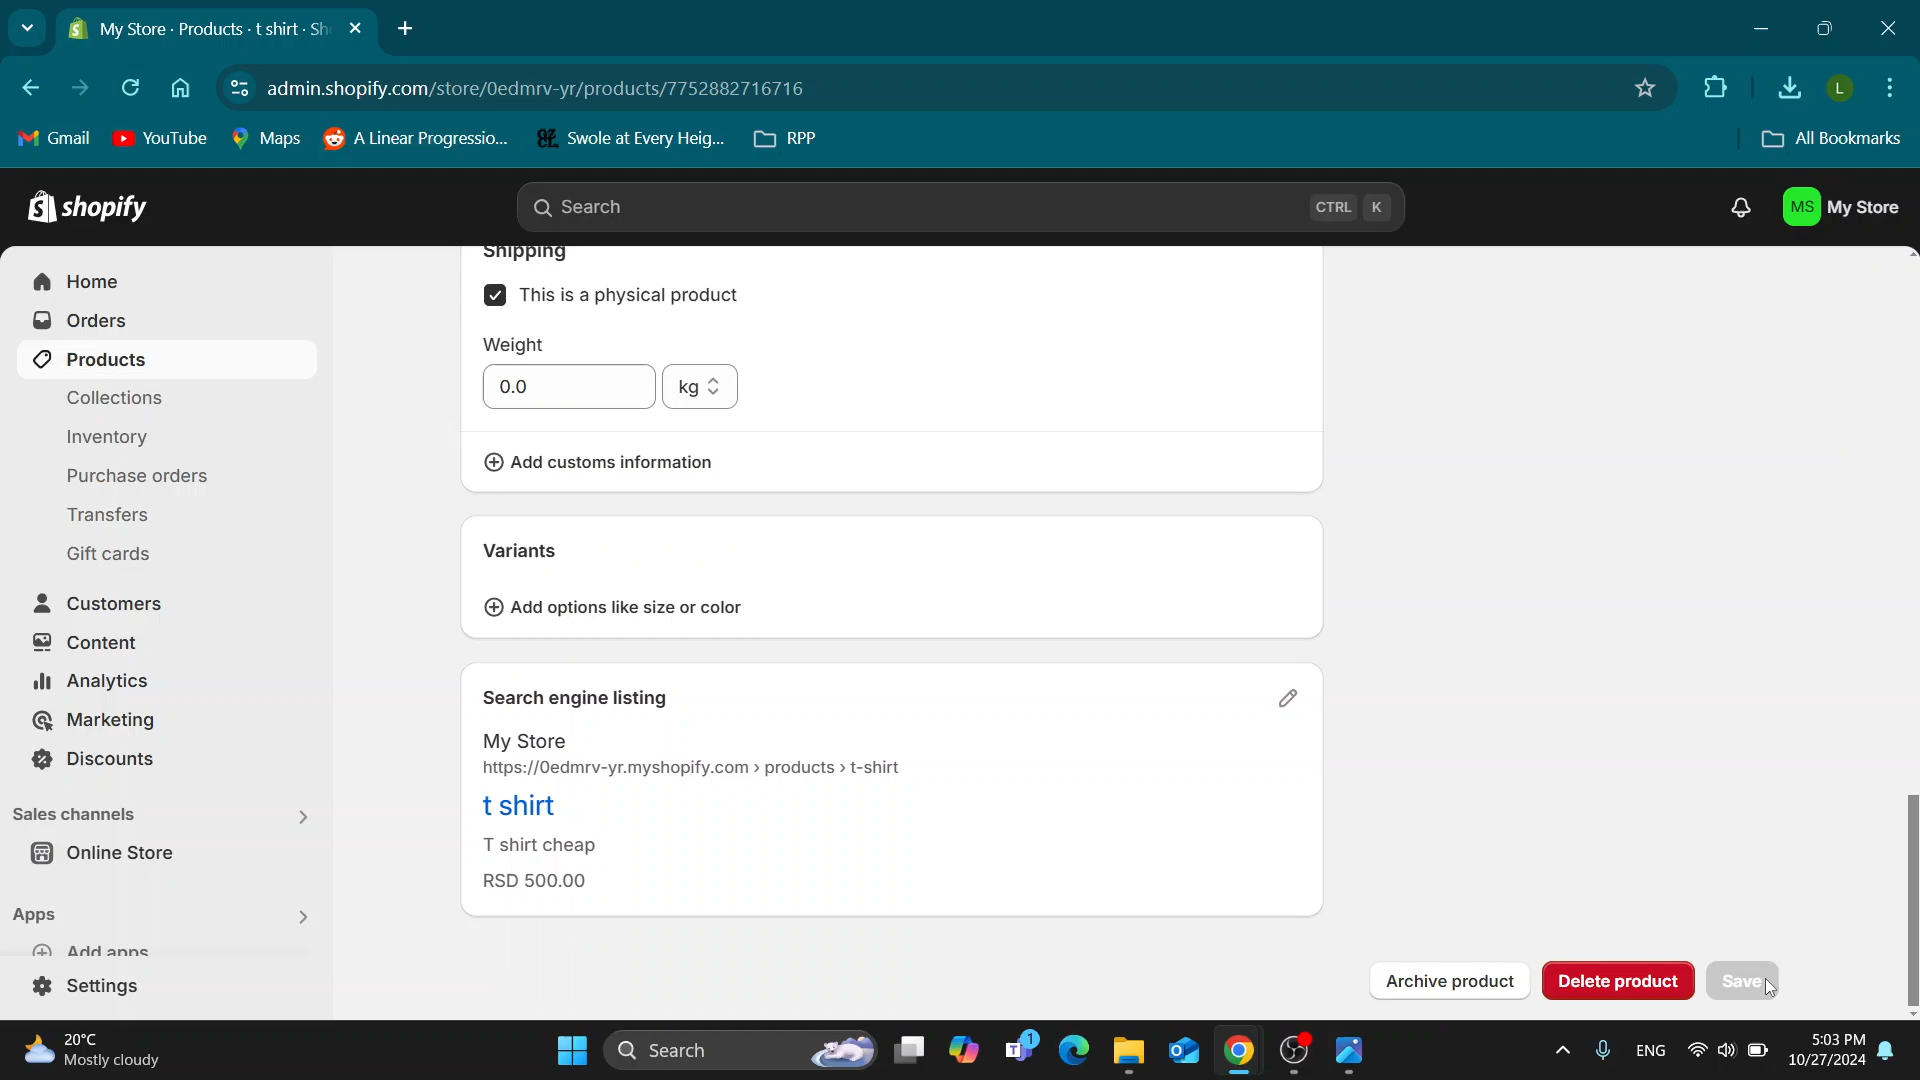 My Store · Products · t shirt · Sh
admin.shopify.com/store/0edmrv-yr/products/7752882716716
L
Gmail
YouTube
Maps
A Linear Progressio...
Swole at Every Heig...
RPP
All Bookmarks
shopify
Search
CTRL K
MS My Store
Home
Orders
Products
Collections
Inventory
Purchase orders
Transfers
Gift cards
Customers
Content
Analytics
Marketing
Discounts
Sales channels
Online Store
Apps
Add apps
Settings
Shipping
This is a physical product
Weight
0.0
kg
Add customs information
Variants
Add options like size or color
Search engine listing
My Store
https://0edmrv-yr.myshopify.com › products › t-shirt
t shirt
T shirt cheap
RSD 500.00
Archive product
Delete product
Save
20°C
Mostly cloudy
Search
1
ENG
5:03 PM
10/27/2024